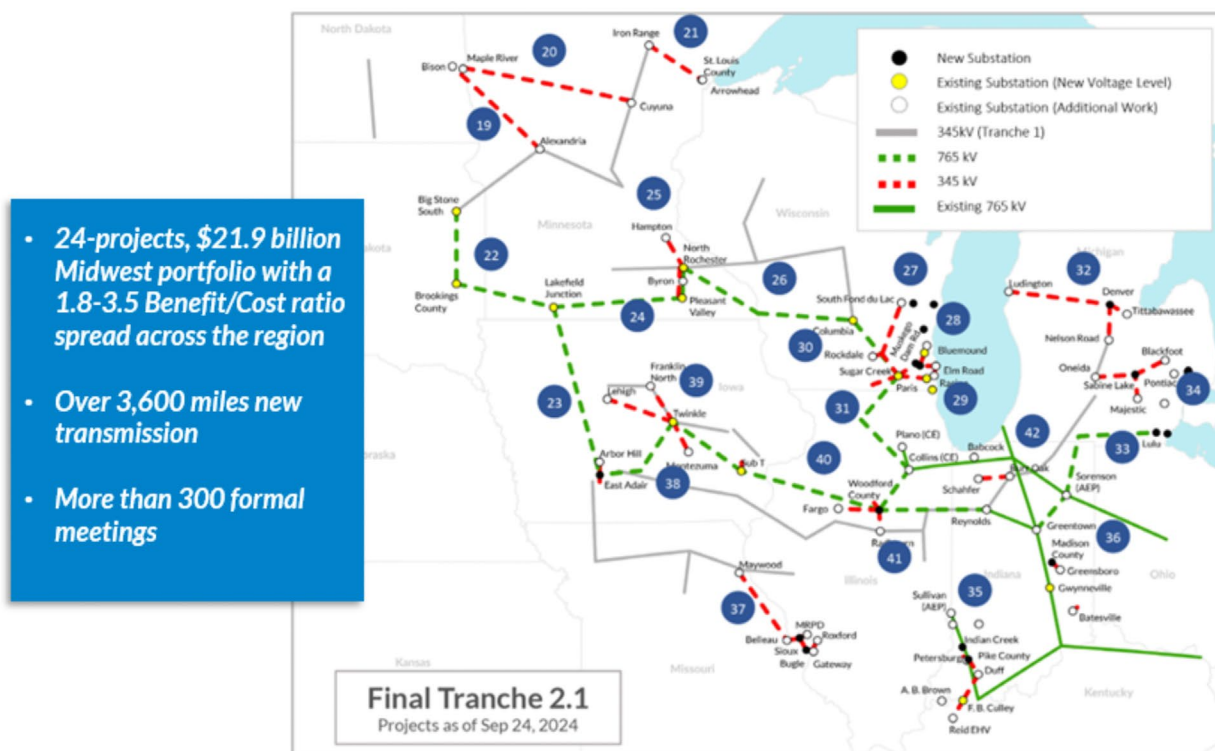 • 24-projects, $21.9 billion
Midwest portfolio with a
1.8-3.5 Benefit/Cost ratio
spread across the region
• Over 3,600 miles new
transmission
• More than 300 formal
meetings
New Substation
Existing Substation (New Voltage Level)
Existing Substation (Additional Work)
345kV (Tranche 1)
765 kV
345 kV
Existing 765 kV
North Dakota
Bison
Maple River
20
Iron Range
21
St. Louis
County
Arrowhead
Cuyuna
19
Alexandria
Big Stone
South
Minnesota
25
Hampton
North
Rochester
Wisconsin
22
Brookings
County
Lakefield
Junction
24
Byron
Pleasant
Valley
26
27
South Fond du Lac
Columbia
28
30
Rockdale
Muskego
Bluemound
Sugar Creek
Elm Road
Paris
29
31
Michigan
32
Ludington
Denver
Tittabawassee
Nelson Road
Oneida
Blackfoot
Sabine Lake
Pontiac
34
Majestic
23
Franklin
North
39
Iowa
Lehigh
Twinkle
Arbor Hill
East Adair
38
Montezuma
Sub T
40
Plano (CE)
Collins (CE)
Babcock
42
33
Lulu
Burr Oak
Schahfer
Sorenson
(AEP)
Woodford
County
Fargo
Reynolds
Greentown
36
Madison
County
Greensboro
Gwynneville
Ohio
Batesville
41
Illinois
Indiana
Maywood
37
Belleau
MRPD
Roxford
Sioux
Bugle
Gateway
Sullivan
(AEP)
35
Indian Creek
Petersburg
Pike County
Duff
A. B. Brown
F. B. Culley
Reid EHV
Kentucky
Kansas
Missouri
Final Tranche 2.1
Projects as of Sep 24, 2024